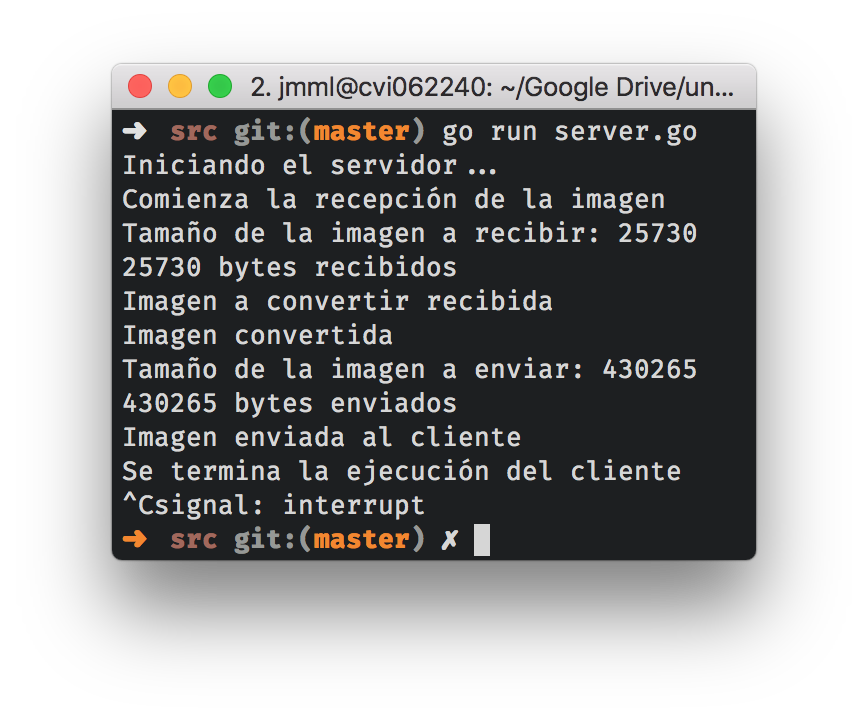 2. jmml@cvi062240: ~/Google Drive/un...
➜ src git:(master) go run server.go
Iniciando el servidor...
Comienza la recepción de la imagen
Tamaño de la imagen a recibir: 25730
25730 bytes recibidos
Imagen a convertir recibida
Imagen convertida
Tamaño de la imagen a enviar: 430265
430265 bytes enviados
Imagen enviada al cliente
Se termina la ejecución del cliente
^Csignal: interrupt
➜ src git:(master) ✗